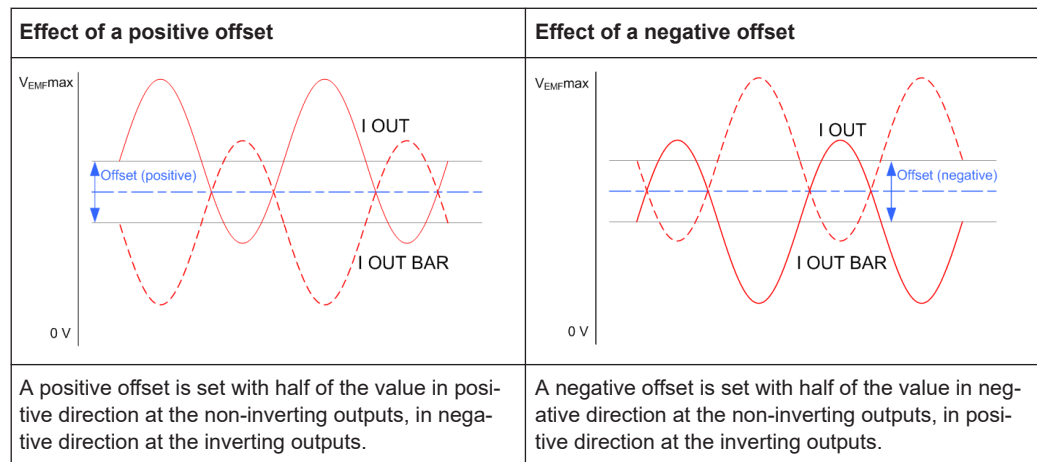 Effect of a positive offset
VEMFmax
I OUT
Offset (positive)
I OUT BAR
0 V
A positive offset is set with half of the value in posi-
tive direction at the non-inverting outputs, in nega-
tive direction at the inverting outputs.
Effect of a negative offset
VEMFmax
I OUT
Offset (negative)
I OUT BAR
0 V
A negative offset is set with half of the value in neg-
ative direction at the non-inverting outputs, in posi-
tive direction at the inverting outputs.